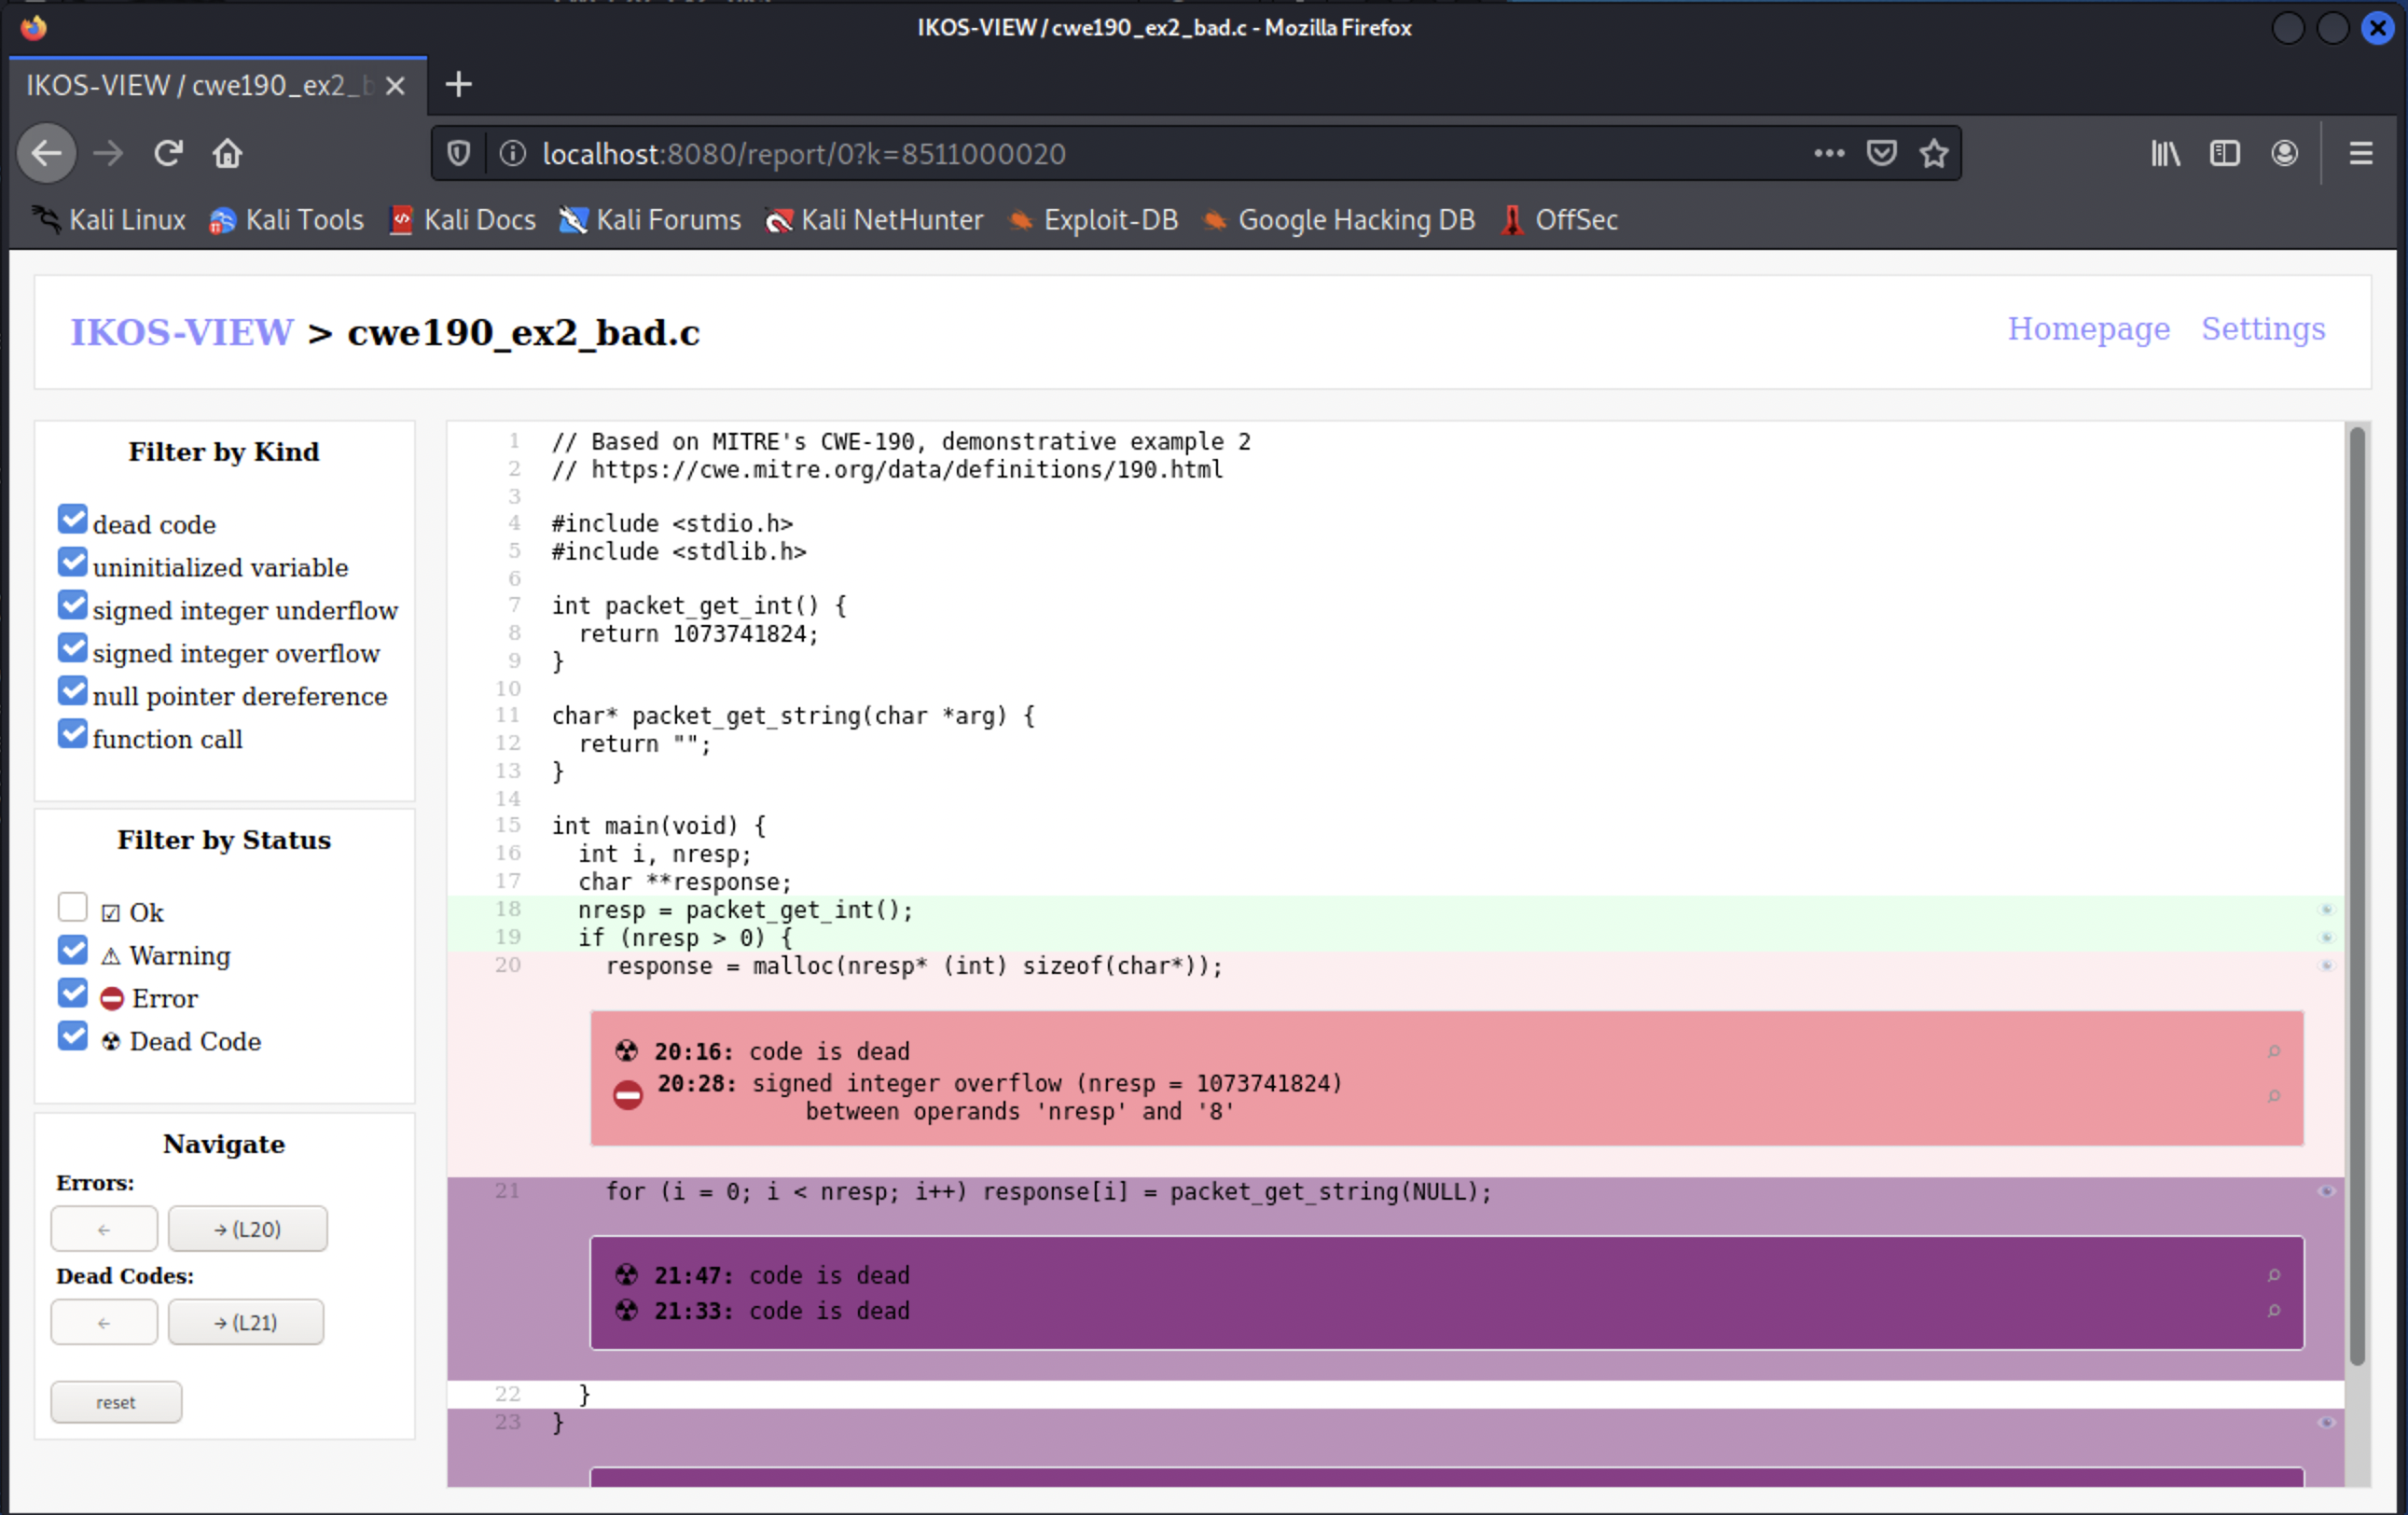 IKOS-VIEW / cwe190_ex2_bad.c - Mozilla Firefox
IKOS-VIEW / cwe190_ex2_b
localhost:8080/report/0?k=8511000020
Kali Linux Kali Tools Kali Docs Kali Forums Kali NetHunter Exploit-DB Google Hacking DB OffSec
IKOS-VIEW > cwe190_ex2_bad.c
Homepage Settings
Filter by Kind
dead code
uninitialized variable
signed integer underflow
signed integer overflow
null pointer dereference
function call
Filter by Status
☑ Ok
⚠ Warning
⛔ Error
☢ Dead Code
Navigate
Errors:
← → (L20)
Dead Codes:
← → (L21)
reset
1 // Based on MITRE's CWE-190, demonstrative example 2
2 // https://cwe.mitre.org/data/definitions/190.html
3
4 #include <stdio.h>
5 #include <stdlib.h>
6
7 int packet_get_int() {
8   return 1073741824;
9 }
10
11 char* packet_get_string(char *arg) {
12   return "";
13 }
14
15 int main(void) {
16   int i, nresp;
17   char **response;
18   nresp = packet_get_int();
19   if (nresp > 0) {
20     response = malloc(nresp* (int) sizeof(char*));
☢ 20:16: code is dead
⛔ 20:28: signed integer overflow (nresp = 1073741824)
between operands 'nresp' and '8'
21     for (i = 0; i < nresp; i++) response[i] = packet_get_string(NULL);
☢ 21:47: code is dead
☢ 21:33: code is dead
22   }
23 }